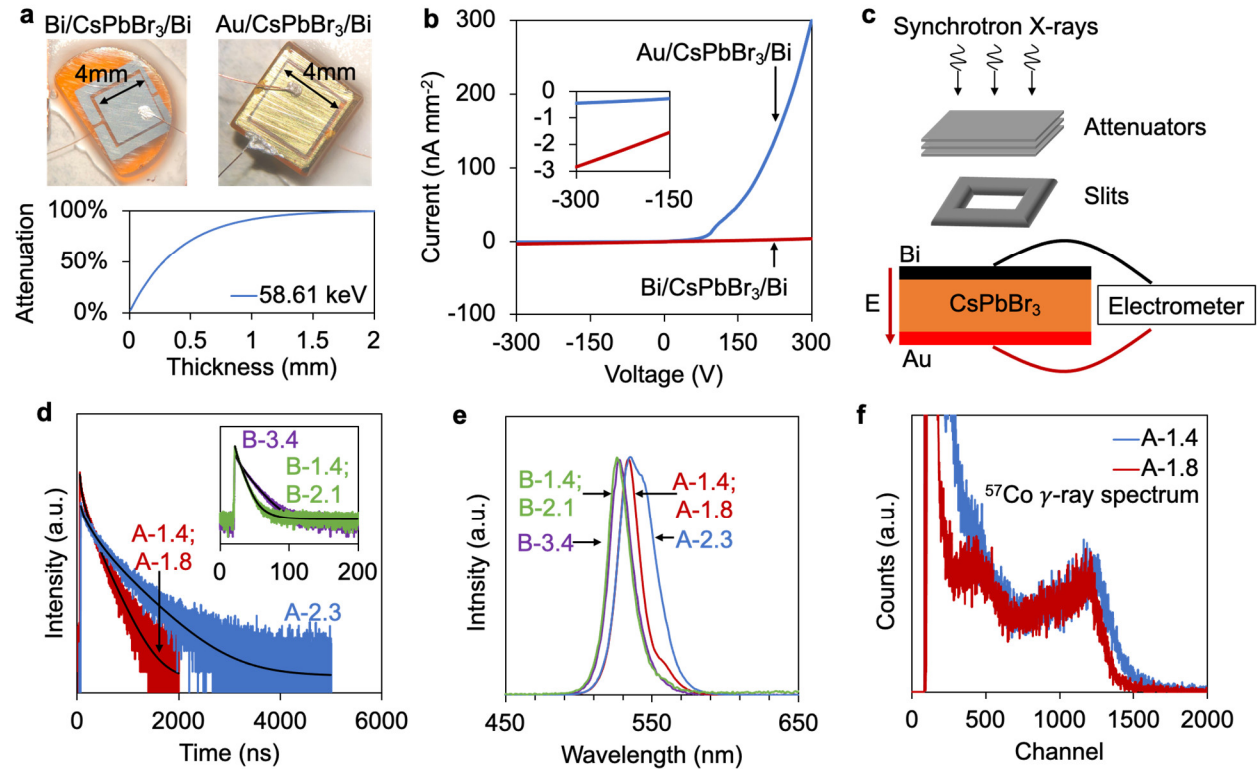 a
Bi/CsPbBr₃/Bi
Au/CsPbBr₃/Bi
4mm
4mm
Attenuation
100%
50%
0%
58.61 keV
0 0.5 1 1.5 2
Thickness (mm)
b
Current (nA mm⁻²)
300
200
100
0
-100
Au/CsPbBr₃/Bi
0
-1
-2
-3
-300 -150
Bi/CsPbBr₃/Bi
-300 -150 0 150 300
Voltage (V)
c
Synchrotron X-rays
Attenuators
Slits
Bi
E
CsPbBr₃
Electrometer
Au
d
Intensity (a.u.)
B-3.4
B-1.4;
B-2.1
0 100 200
A-1.4;
A-1.8
A-2.3
0 2000 4000 6000
Time (ns)
e
Intnsity (a.u.)
B-1.4;
B-2.1
B-3.4
A-1.4;
A-1.8
A-2.3
450 550 650
Wavelength (nm)
f
Counts (a.u.)
A-1.4
A-1.8
⁵⁷Co γ-ray spectrum
0 500 1000 1500 2000
Channel